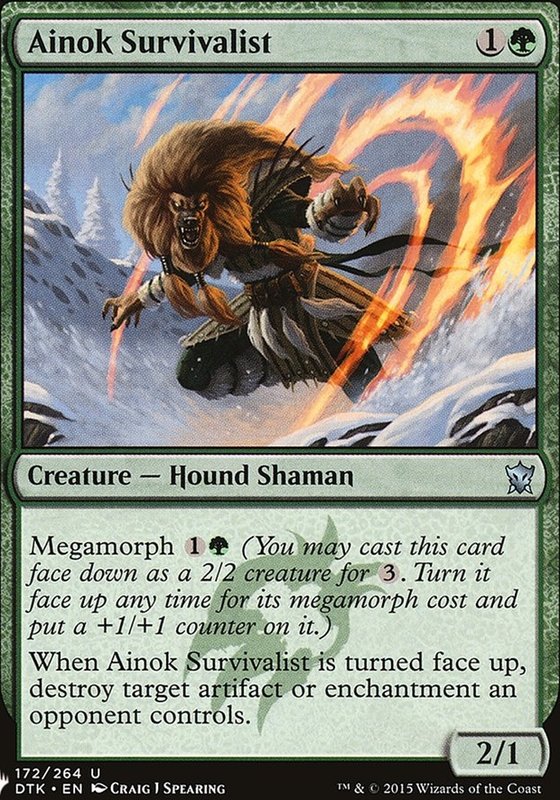 Ainok Survivalist 1
Creature — Hound Shaman
Megamorph 1 (You may cast this card
face down as a 2/2 creature for 3. Turn it
face up any time for its megamorph cost and
put a +1/+1 counter on it.)
When Ainok Survivalist is turned face up,
destroy target artifact or enchantment an
opponent controls.
2/1
172/264 U
DTK • EN Craig J Spearing
™ & © 2015 Wizards of the Coast